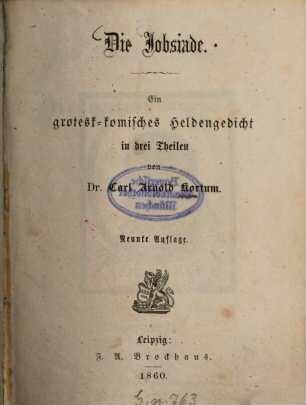 Die Jobsiade.
Ein
grotesk-komisches Heldengedicht
in drei Theilen
von
Dr. Carl Arnold Kortum.
Neunte Auflage.
Leipzig:
F. A. Brockhaus.
1860.